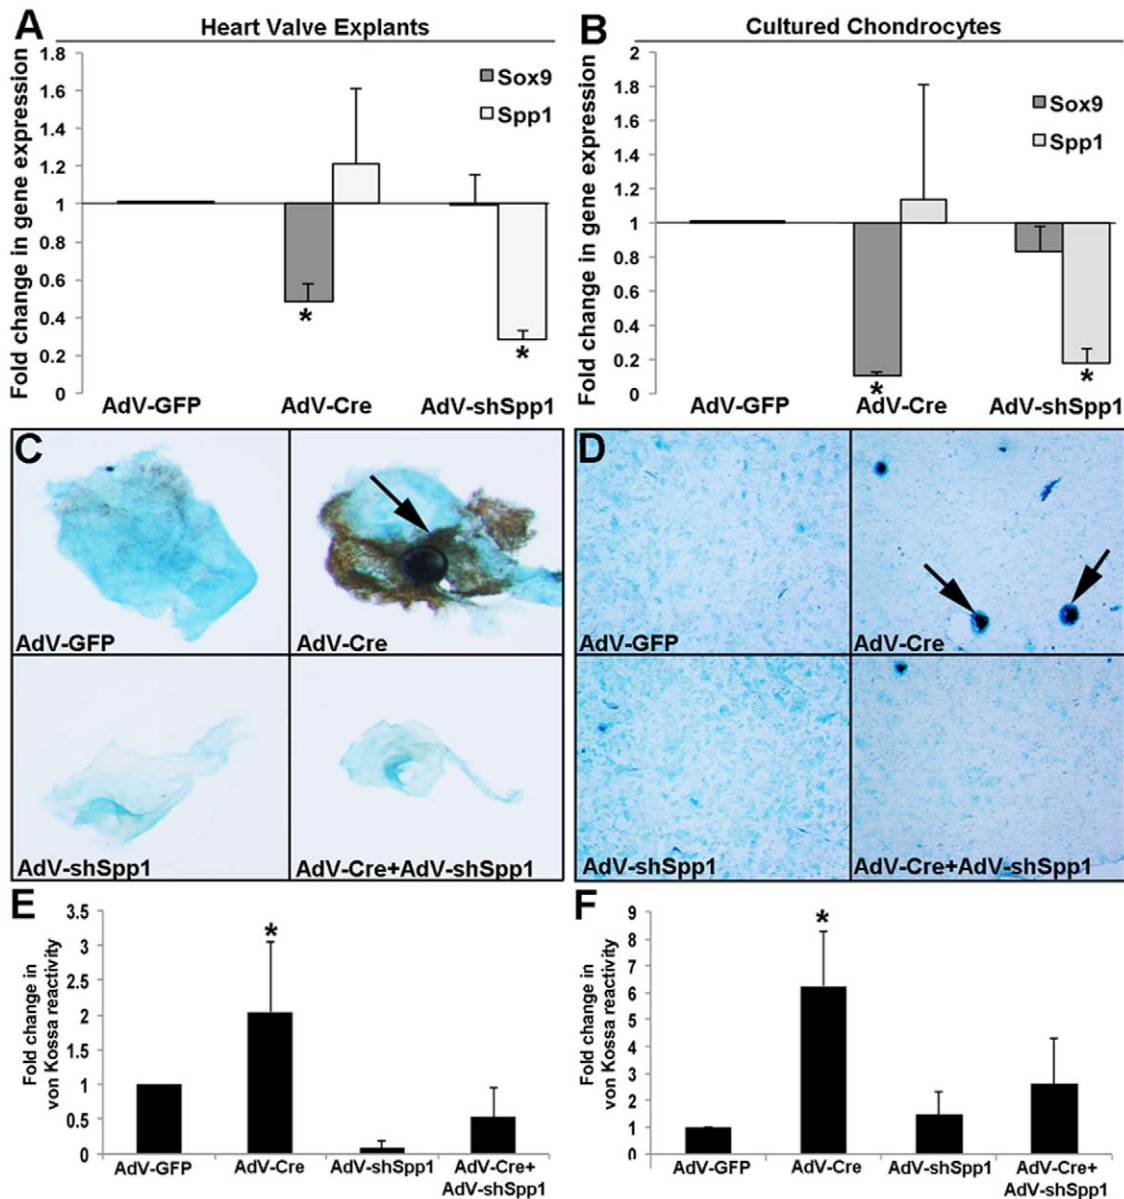 A
Heart Valve Explants
Fold change in gene expression
1.8
1.6
1.4
1.2
1
0.8
0.6
0.4
0.2
0
Sox9
Spp1
*
*
AdV-GFP
AdV-Cre
AdV-shSpp1
B
Cultured Chondrocytes
Fold change in gene expression
2
1.8
1.6
1.4
1.2
1
0.8
0.6
0.4
0.2
0
Sox9
Spp1
*
*
AdV-GFP
AdV-Cre
AdV-shSpp1
C
AdV-GFP
AdV-Cre
AdV-shSpp1
AdV-Cre+AdV-shSpp1
D
AdV-GFP
AdV-Cre
AdV-shSpp1
AdV-Cre+AdV-shSpp1
E
Fold change in
von Kossa reactivity
3.5
3
2.5
2
1.5
1
0.5
0
*
AdV-GFP
AdV-Cre
AdV-shSpp1
AdV-Cre+
AdV-shSpp1
F
Fold change in
von Kossa reactivity
9
8
7
6
5
4
3
2
1
0
*
AdV-GFP
AdV-Cre
AdV-shSpp1
AdV-Cre+
AdV-shSpp1